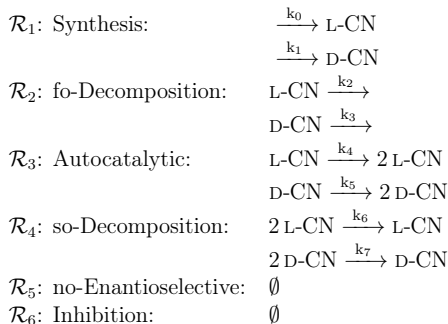 R₁: Synthesis: —k₀→ L-CN
—k₁→ D-CN
R₂: fo-Decomposition: L-CN —k₂→
D-CN —k₃→
R₃: Autocatalytic: L-CN —k₄→ 2 L-CN
D-CN —k₅→ 2 D-CN
R₄: so-Decomposition: 2 L-CN —k₆→ L-CN
2 D-CN —k₇→ D-CN
R₅: no-Enantioselective: ∅
R₆: Inhibition: ∅